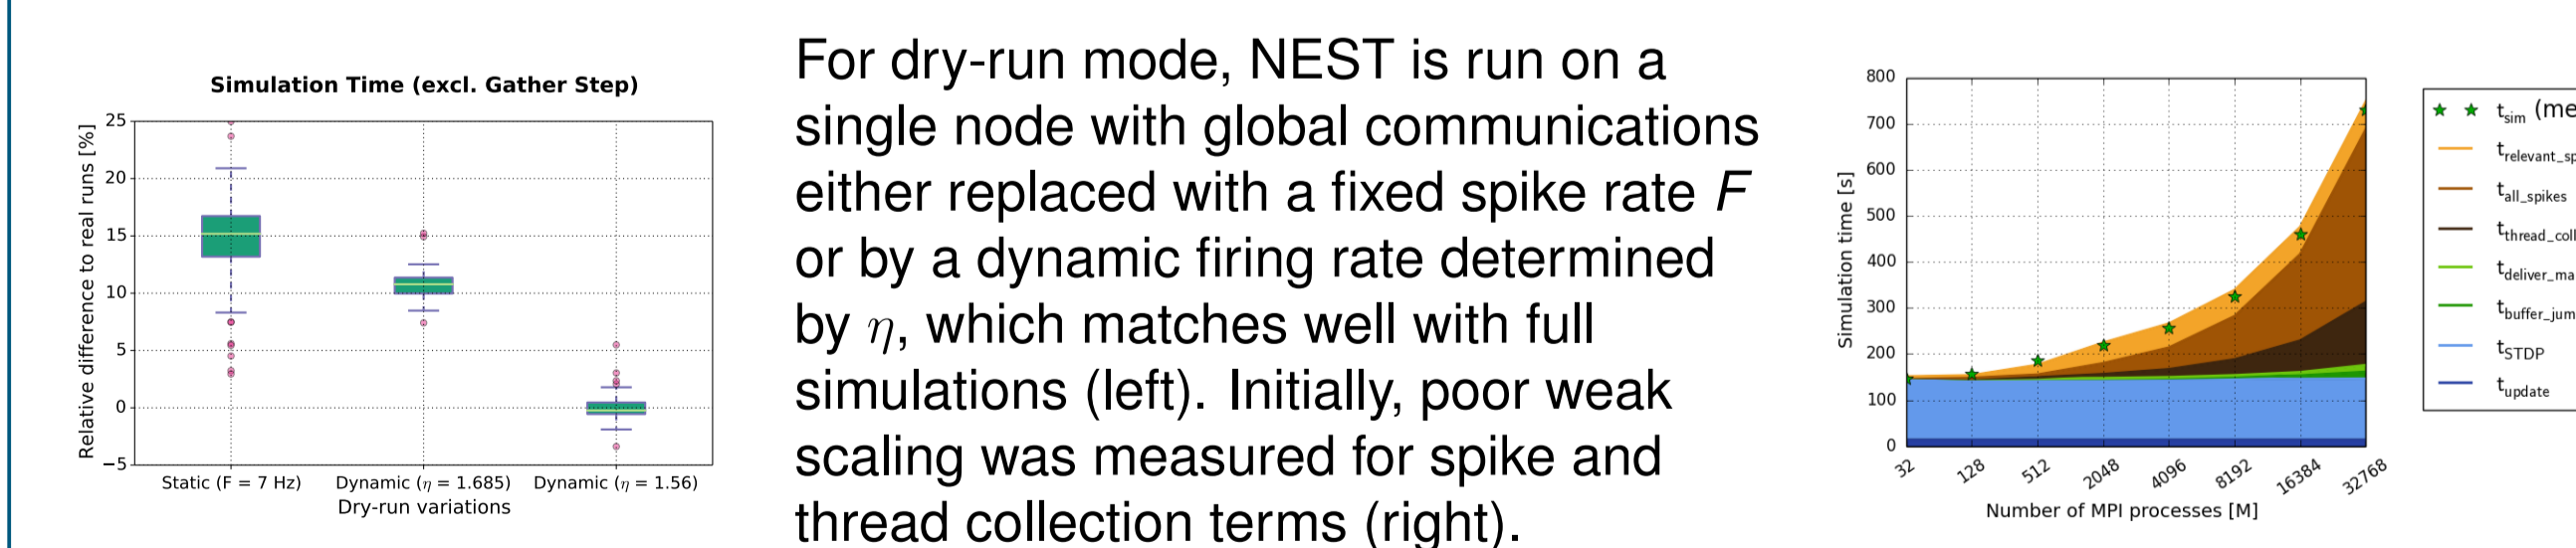 Simulation Time (excl. Gather Step)
Relative difference to real runs [%]
25
20
15
10
5
0
−5
Static (F = 7 Hz)
Dynamic (η = 1.685)
Dynamic (η = 1.56)
Dry-run variations
For dry-run mode, NEST is run on a
single node with global communications
either replaced with a fixed spike rate F
or by a dynamic firing rate determined
by η, which matches well with full
simulations (left). Initially, poor weak
scaling was measured for spike and
thread collection terms (right).
Simulation time [s]
800
700
600
500
400
300
200
100
0
32
128
512
2048
4096
8192
16384
32768
Number of MPI processes [M]
t_sim (me
t_relevant_sp
t_all_spikes
t_thread_coll
t_deliver_ma
t_buffer_jum
t_STDP
t_update